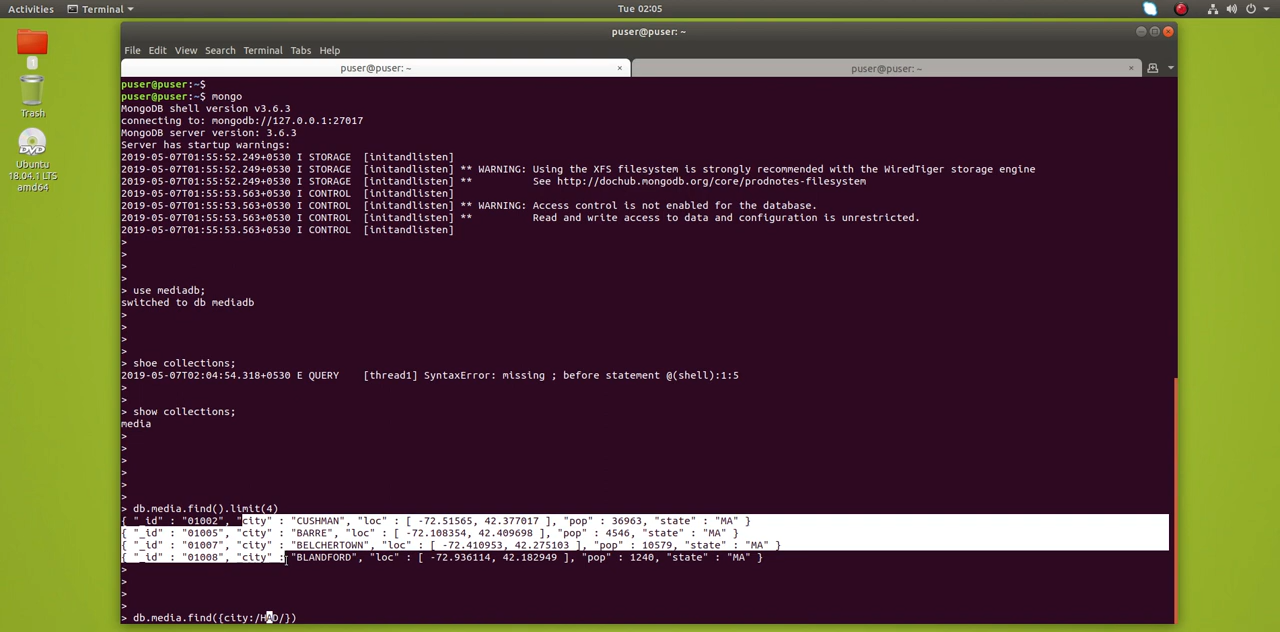 Activities Terminal Tue 02:05
puser@puser: ~
File Edit View Search Terminal Tabs Help
puser@puser: ~ × puser@puser: ~ ×
1
Trash
Ubuntu
18.04.1 LTS
amd64
puser@puser:~$
puser@puser:~$ mongo
MongoDB shell version v3.6.3
connecting to: mongodb://127.0.0.1:27017
MongoDB server version: 3.6.3
Server has startup warnings:
2019-05-07T01:55:52.249+0530 I STORAGE  [initandlisten]
2019-05-07T01:55:52.249+0530 I STORAGE  [initandlisten] ** WARNING: Using the XFS filesystem is strongly recommended with the WiredTiger storage engine
2019-05-07T01:55:52.249+0530 I STORAGE  [initandlisten] **          See http://dochub.mongodb.org/core/prodnotes-filesystem
2019-05-07T01:55:53.563+0530 I CONTROL  [initandlisten]
2019-05-07T01:55:53.563+0530 I CONTROL  [initandlisten] ** WARNING: Access control is not enabled for the database.
2019-05-07T01:55:53.563+0530 I CONTROL  [initandlisten] **          Read and write access to data and configuration is unrestricted.
2019-05-07T01:55:53.563+0530 I CONTROL  [initandlisten]
>
>
>
>
> use mediadb;
switched to db mediadb
>
>
>
>
> shoe collections;
2019-05-07T02:04:54.318+0530 E QUERY    [thread1] SyntaxError: missing ; before statement @(shell):1:5
>
>
> show collections;
media
>
>
>
>
>
>
> db.media.find().limit(4)
{ "_id" : "01002", "city" : "CUSHMAN", "loc" : [ -72.51565, 42.377017 ], "pop" : 36963, "state" : "MA" }
{ "_id" : "01005", "city" : "BARRE", "loc" : [ -72.108354, 42.409698 ], "pop" : 4546, "state" : "MA" }
{ "_id" : "01007", "city" : "BELCHERTOWN", "loc" : [ -72.410953, 42.275103 ], "pop" : 10579, "state" : "MA" }
{ "_id" : "01008", "city" : "BLANDFORD", "loc" : [ -72.936114, 42.182949 ], "pop" : 1240, "state" : "MA" }
>
>
>
>
> db.media.find({city:/HAD/})